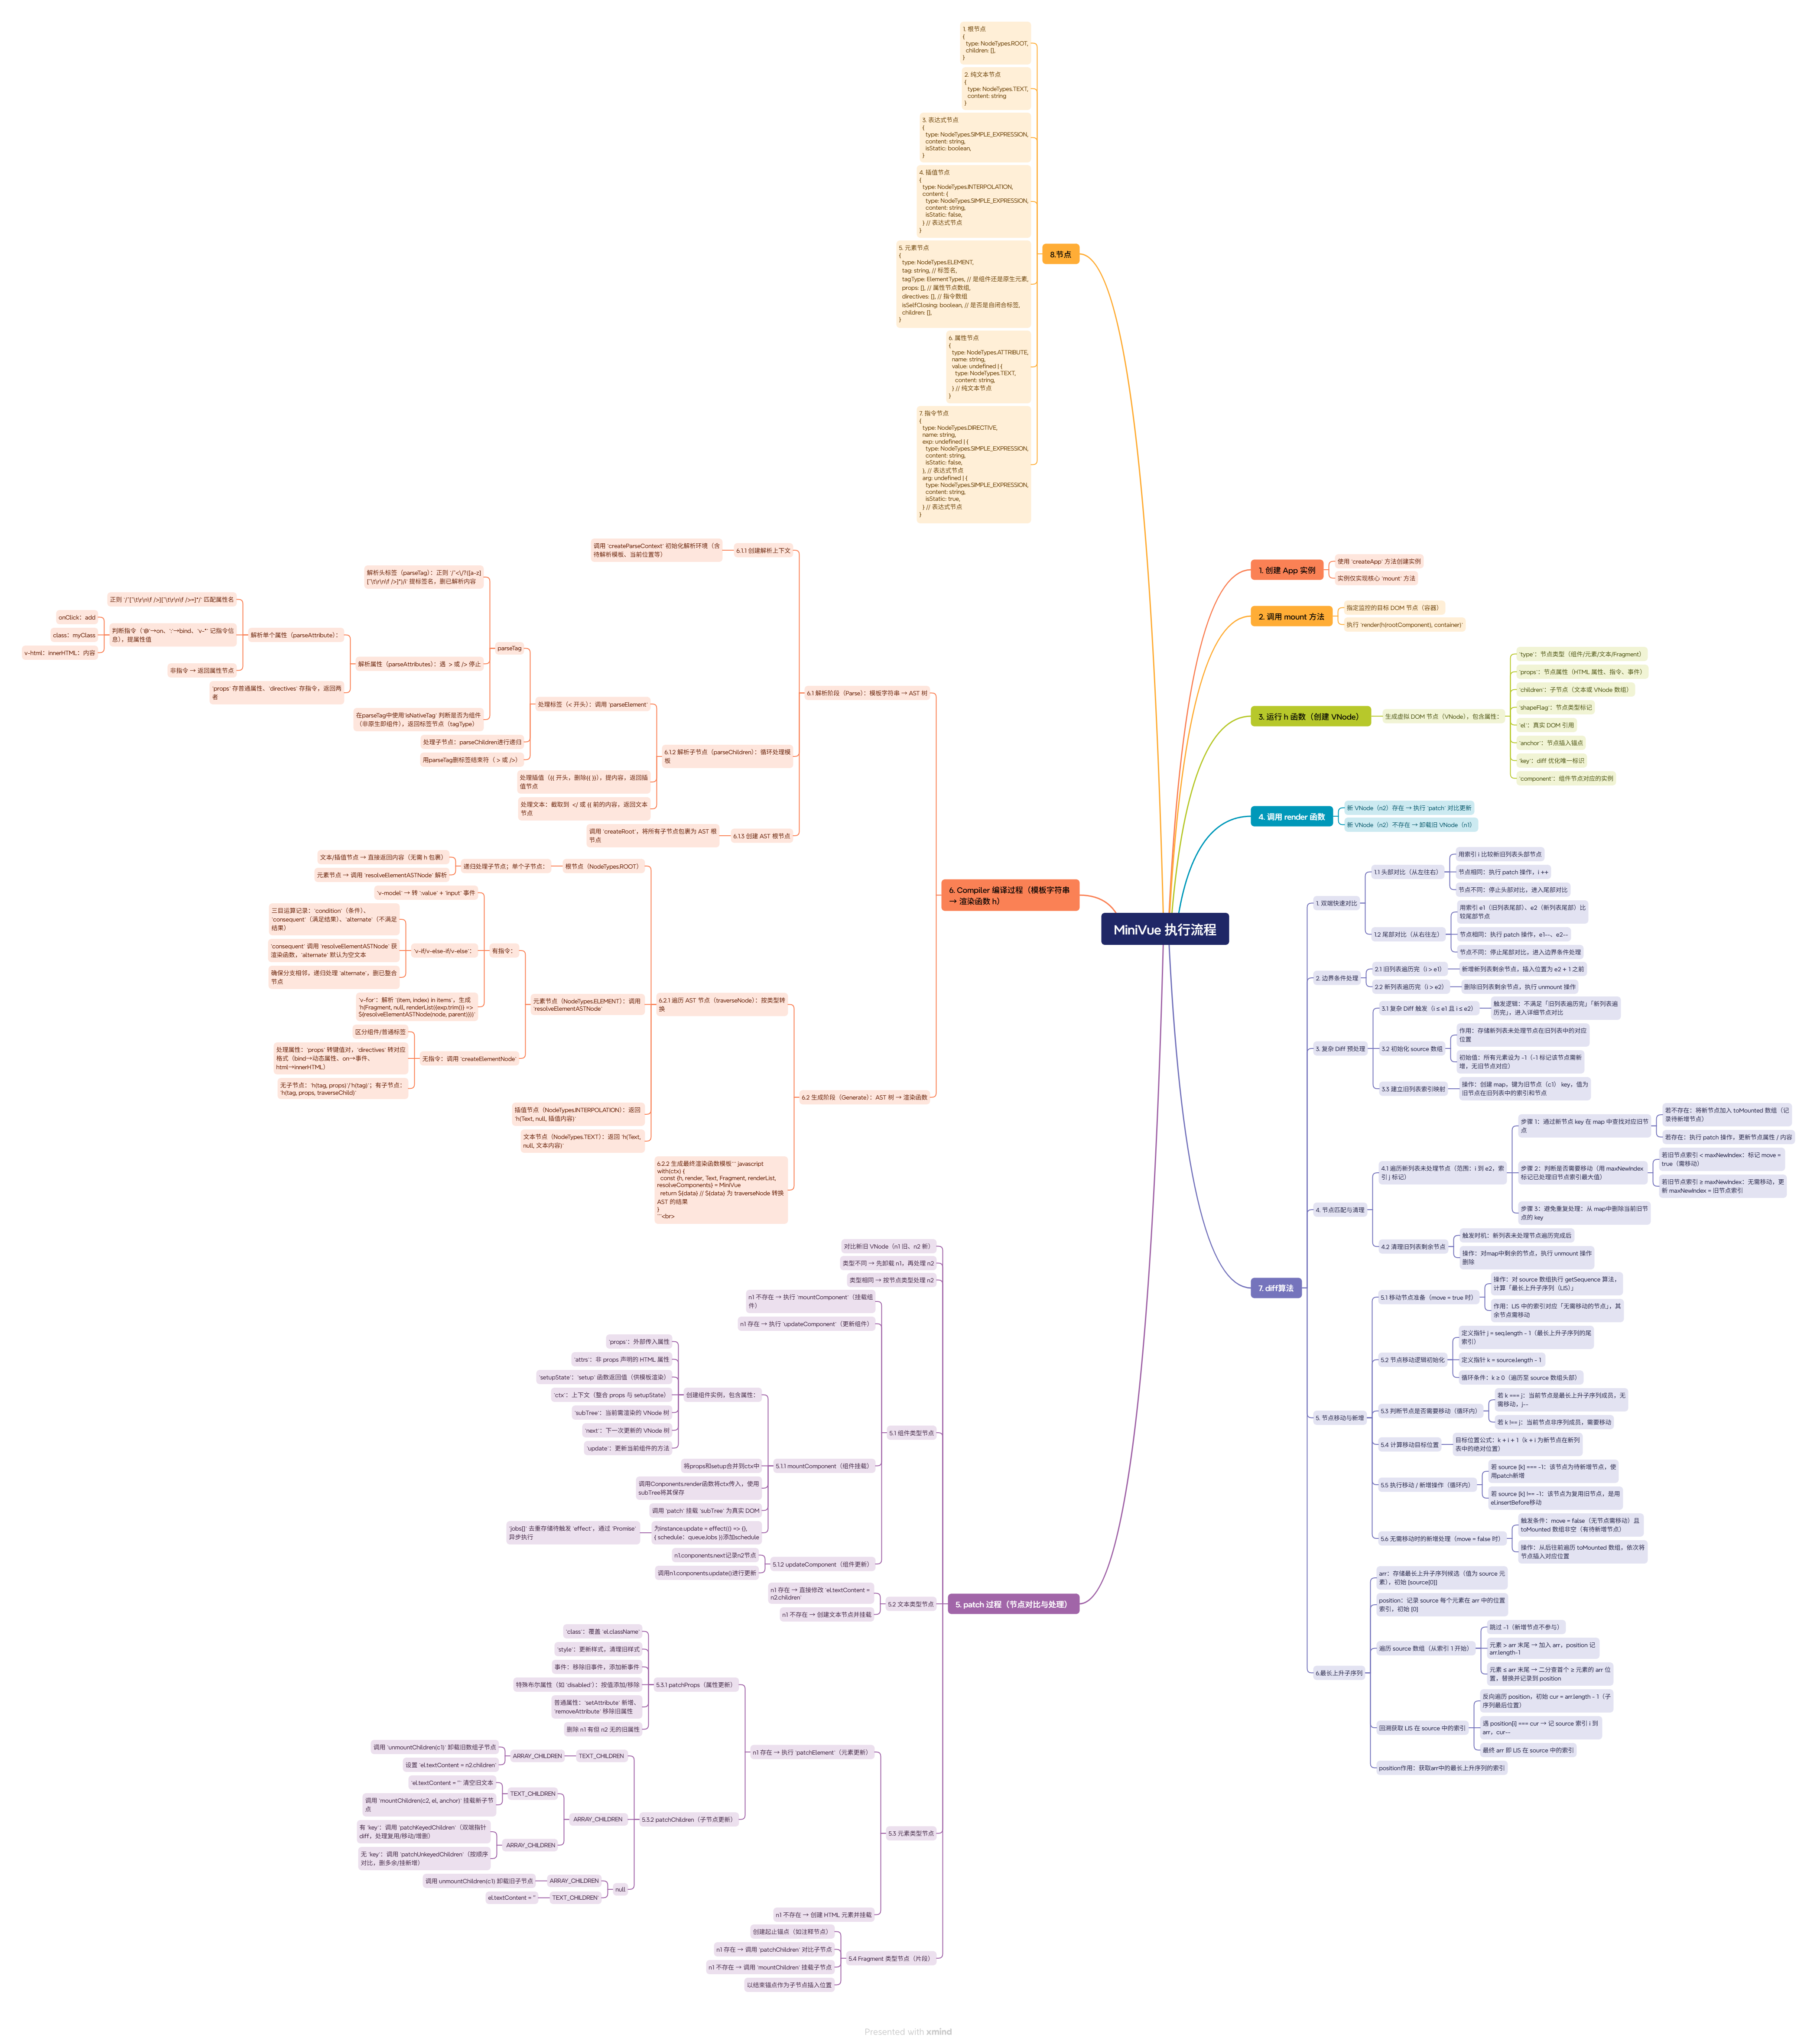 MiniVue 执行流程
1. 创建 App 实例
使用 `createApp` 方法创建实例
实例仅实现核心 `mount` 方法
2. 调用 mount 方法
指定监控的目标 DOM 节点（容器）
执行 `render(h(rootComponent), container)`
3. 运行 h 函数（创建 VNode）
生成虚拟 DOM 节点（VNode），包含属性：
`type`：节点类型（组件/元素/文本/Fragment）
`props`：节点属性（HTML 属性、指令、事件）
`children`：子节点（文本或 VNode 数组）
`shapeFlag`：节点类型标记
`el`：真实 DOM 引用
`anchor`：节点插入锚点
`key`：diff 优化唯一标识
`component`：组件节点对应的实例
4. 调用 render 函数
新 VNode（n2）存在 → 执行 `patch` 对比更新
新 VNode（n2）不存在 → 卸载旧 VNode（n1）
5. patch 过程（节点对比与处理）
对比新旧 VNode（n1 旧、n2 新）
类型不同 → 先卸载 n1，再处理 n2
类型相同 → 按节点类型处理 n2
5.1 组件类型节点
n1 不存在 → 执行 `mountComponent`（挂载组
件）
n1 存在 → 执行 `updateComponent`（更新组件）
5.1.1 mountComponent（组件挂载）
创建组件实例，包含属性：
`props`：外部传入属性
`attrs`：非 props 声明的 HTML 属性
`setupState`：`setup` 函数返回值（供模板渲染）
`ctx`：上下文（整合 props 与 setupState）
`subTree`：当前需渲染的 VNode 树
`next`：下一次更新的 VNode 树
`update`：更新当前组件的方法
将props和setup合并到ctx中
调用Conponents.render函数将ctx传入，使用
subTree将其保存
调用 `patch` 挂载 `subTree` 为真实 DOM
为instance.update = effect(() => {},
{ schedule：queueJobs })添加schedule
`jobs[]` 去重存储待触发 `effect`，通过 `Promise`
异步执行
5.1.2 updateComponent（组件更新）
n1.conponents.next记录n2节点
调用n1.conponents.update()进行更新
5.2 文本类型节点
n1 存在 → 直接修改 `el.textContent =
n2.children`
n1 不存在 → 创建文本节点并挂载
5.3 元素类型节点
n1 存在 → 执行 `patchElement`（元素更新）
5.3.1 patchProps（属性更新）
`class`：覆盖 `el.className`
`style`：更新样式，清理旧样式
事件：移除旧事件，添加新事件
特殊布尔属性（如 `disabled`）：按值添加/移除
普通属性：`setAttribute` 新增、
`removeAttribute` 移除旧属性
删除 n1 有但 n2 无的旧属性
5.3.2 patchChildren（子节点更新）
TEXT_CHILDREN
ARRAY_CHILDREN
调用 `unmountChildren(c1)` 卸载旧数组子节点
设置 `el.textContent = n2.children`
ARRAY_CHILDREN
TEXT_CHILDREN
`el.textContent = ""` 清空旧文本
调用 `mountChildren(c2, el, anchor)` 挂载新子节
点
ARRAY_CHILDREN
有 `key`：调用 `patchKeyedChildren`（双端指针
diff，处理复用/移动/增删）
无 `key`：调用 `patchUnkeyedChildren`（按顺序
对比，删多余/挂新增）
null
ARRAY_CHILDREN
调用 unmountChildren(c1) 卸载旧子节点
TEXT_CHILDREN`
el.textContent = ''
n1 不存在 → 创建 HTML 元素并挂载
5.4 Fragment 类型节点（片段）
创建起止锚点（如注释节点）
n1 存在 → 调用 `patchChildren` 对比子节点
n1 不存在 → 调用 `mountChildren` 挂载子节点
以结束锚点作为子节点插入位置
6. Compiler 编译过程（模板字符串
→ 渲染函数 h）
6.1 解析阶段（Parse）：模板字符串 → AST 树
6.1.1 创建解析上下文
调用 `createParseContext` 初始化解析环境（含
待解析模板、当前位置等）
6.1.2 解析子节点（parseChildren）：循环处理模
板
处理标签（< 开头）：调用 `parseElement`
parseTag
解析头标签（parseTag）：正则 `/^<\/?([a-z]
[^\t\r\n\f />]*)/i` 提标签名，删已解析内容
解析属性（parseAttributes）：遇 > 或 /> 停止
解析单个属性（parseAttribute）：
正则 `/^[^\t\r\n\f />][^\t\r\n\f />=]*/` 匹配属性名
判断指令（`@`→on、`:`→bind、`v-*` 记指令信
息），提属性值
onClick：add
class：myClass
v-html：innerHTML：内容
非指令 → 返回属性节点
`props` 存普通属性、`directives` 存指令，返回两
者
在parseTag中使用`isNativeTag` 判断是否为组件
（非原生即组件），返回标签节点（tagType）
处理子节点：parseChildren进行递归
用parseTag删标签结束符（ > 或 />）
处理插值（{{ 开头，删除{{ }}），提内容，返回插
值节点
处理文本：截取到 </ 或 {{ 前的内容，返回文本
节点
6.1.3 创建 AST 根节点
调用 `createRoot`，将所有子节点包裹为 AST 根
节点
6.2 生成阶段（Generate）：AST 树 → 渲染函数
6.2.1 遍历 AST 节点（traverseNode）：按类型转
换
根节点（NodeTypes.ROOT）
递归处理子节点；单个子节点：
文本/插值节点 → 直接返回内容（无需 h 包裹）
元素节点 → 调用 `resolveElementASTNode` 解析
元素节点（NodeTypes.ELEMENT）：调用
`resolveElementASTNode`
有指令：
`v-model` → 转 `:value` + `input` 事件
`v-if/v-else-if/v-else`：
三目运算记录：`condition`（条件）、
`consequent`（满足结果）、`alternate`（不满足
结果）
`consequent` 调用 `resolveElementASTNode` 获
渲染函数，`alternate` 默认为空文本
确保分支相邻，递归处理 `alternate`，删已整合
节点
`v-for`：解析 `(item, index) in items`，生成
`h(Fragment, null, renderList((exp.trim()) =>
${resolveElementASTNode(node, parent)}))`
无指令：调用 `createElementNode`
区分组件/普通标签
处理属性：`props` 转键值对，`directives` 转对应
格式（bind→动态属性、on→事件、
html→innerHTML）
无子节点：`h(tag, props) / h(tag)`；有子节点：
`h(tag, props, traverseChild)`
插值节点（NodeTypes.INTERPOLATION）：返回
`h(Text, null, 插值内容)`
文本节点（NodeTypes.TEXT）：返回 `h(Text,
null, 文本内容)`
6.2.2 生成最终渲染函数模板``` javascript
with(ctx) {
const {h, render, Text, Fragment, renderList,
resolveComponents} = MiniVue
return ${data} // ${data} 为 traverseNode 转换
AST 的结果
}
```<br>
7. diff算法
1. 双端快速对比
1.1 头部对比（从左往右）
用索引 i 比较新旧列表头部节点
节点相同：执行 patch 操作，i ++
节点不同：停止头部对比，进入尾部对比
1.2 尾部对比（从右往左）
用索引 e1（旧列表尾部）、e2（新列表尾部）比
较尾部节点
节点相同：执行 patch 操作，e1--、e2--
节点不同：停止尾部对比，进入边界条件处理
2. 边界条件处理
2.1 旧列表遍历完（i > e1）
新增新列表剩余节点，插入位置为 e2 + 1 之前
2.2 新列表遍历完（i > e2）
删除旧列表剩余节点，执行 unmount 操作
3. 复杂 Diff 预处理
3.1 复杂 Diff 触发（i ≤ e1 且 i ≤ e2）
触发逻辑：不满足「旧列表遍历完」「新列表遍
历完」，进入详细节点对比
3.2 初始化 source 数组
作用：存储新列表未处理节点在旧列表中的对应
位置
初始值：所有元素设为 -1（-1 标记该节点需新
增，无旧节点对应）
3.3 建立旧列表索引映射
操作：创建 map，键为旧节点（c1） key，值为
旧节点在旧列表中的索引和节点
4. 节点匹配与清理
4.1 遍历新列表未处理节点（范围：i 到 e2，索
引 j 标记）
步骤 1：通过新节点 key 在 map 中查找对应旧节
点
若不存在：将新节点加入 toMounted 数组（记
录待新增节点）
若存在：执行 patch 操作，更新节点属性 / 内容
步骤 2：判断是否需要移动（用 maxNewIndex
标记已处理旧节点索引最大值）
若旧节点索引 < maxNewIndex：标记 move =
true（需移动）
若旧节点索引 ≥ maxNewIndex：无需移动，更
新 maxNewIndex = 旧节点索引
步骤 3：避免重复处理：从 map中删除当前旧节
点的 key
4.2 清理旧列表剩余节点
触发时机：新列表未处理节点遍历完成后
操作：对map中剩余的节点，执行 unmount 操作
删除
5. 节点移动与新增
5.1 移动节点准备（move = true 时）
操作：对 source 数组执行 getSequence 算法，
计算「最长上升子序列（LIS）」
作用：LIS 中的索引对应「无需移动的节点」，其
余节点需移动
5.2 节点移动逻辑初始化
定义指针 j = seq.length - 1（最长上升子序列的尾
索引）
定义指针 k = source.length - 1
循环条件：k ≥ 0（遍历至 source 数组头部）
5.3 判断节点是否需要移动（循环内）
若 k === j：当前节点是最长上升子序列成员，无
需移动，j--
若 k !== j：当前节点非序列成员，需要移动
5.4 计算移动目标位置
目标位置公式：k + i + 1（k + i 为新节点在新列
表中的绝对位置）
5.5 执行移动 / 新增操作（循环内）
若 source [k] === -1：该节点为待新增节点，使
用patch新增
若 source [k] !== -1：该节点为复用旧节点，是用
el.insertBefore移动
5.6 无需移动时的新增处理（move = false 时）
触发条件：move = false（无节点需移动）且
toMounted 数组非空（有待新增节点）
操作：从后往前遍历 toMounted 数组，依次将
节点插入对应位置
6.最长上升子序列
arr：存储最长上升子序列候选（值为 source 元
素），初始 [source[0]]
position：记录 source 每个元素在 arr 中的位置
索引，初始 [0]
遍历 source 数组（从索引 1 开始）
跳过 -1（新增节点不参与）
元素 > arr 末尾 → 加入 arr，position 记
arr.length-1
元素 ≤ arr 末尾 → 二分查首个 ≥ 元素的 arr 位
置，替换并记录到 position
回溯获取 LIS 在 source 中的索引
反向遍历 position，初始 cur = arr.length - 1（子
序列最后位置）
遇 position[i] === cur → 记 source 索引 i 到
arr，cur--
最终 arr 即 LIS 在 source 中的索引
position作用：获取arr中的最长上升序列的索引
8.节点
1. 根节点
{
type: NodeTypes.ROOT,
children: [],
}
2. 纯文本节点
{
type: NodeTypes.TEXT,
content: string
}
3. 表达式节点
{
type: NodeTypes.SIMPLE_EXPRESSION,
content: string,
isStatic: boolean,
}
4. 插值节点
{
type: NodeTypes.INTERPOLATION,
content: {
type: NodeTypes.SIMPLE_EXPRESSION,
content: string,
isStatic: false,
} // 表达式节点
}
5. 元素节点
{
type: NodeTypes.ELEMENT,
tag: string, // 标签名,
tagType: ElementTypes, // 是组件还是原生元素,
props: [], // 属性节点数组,
directives: [], // 指令数组
isSelfClosing: boolean, // 是否是自闭合标签,
children: [],
}
6. 属性节点
{
type: NodeTypes.ATTRIBUTE,
name: string,
value: undefined | {
type: NodeTypes.TEXT,
content: string,
} // 纯文本节点
}
7. 指令节点
{
type: NodeTypes.DIRECTIVE,
name: string,
exp: undefined | {
type: NodeTypes.SIMPLE_EXPRESSION,
content: string,
isStatic: false,
}, // 表达式节点
arg: undefined | {
type: NodeTypes.SIMPLE_EXPRESSION,
content: string,
isStatic: true,
} // 表达式节点
}
Presented with xmind